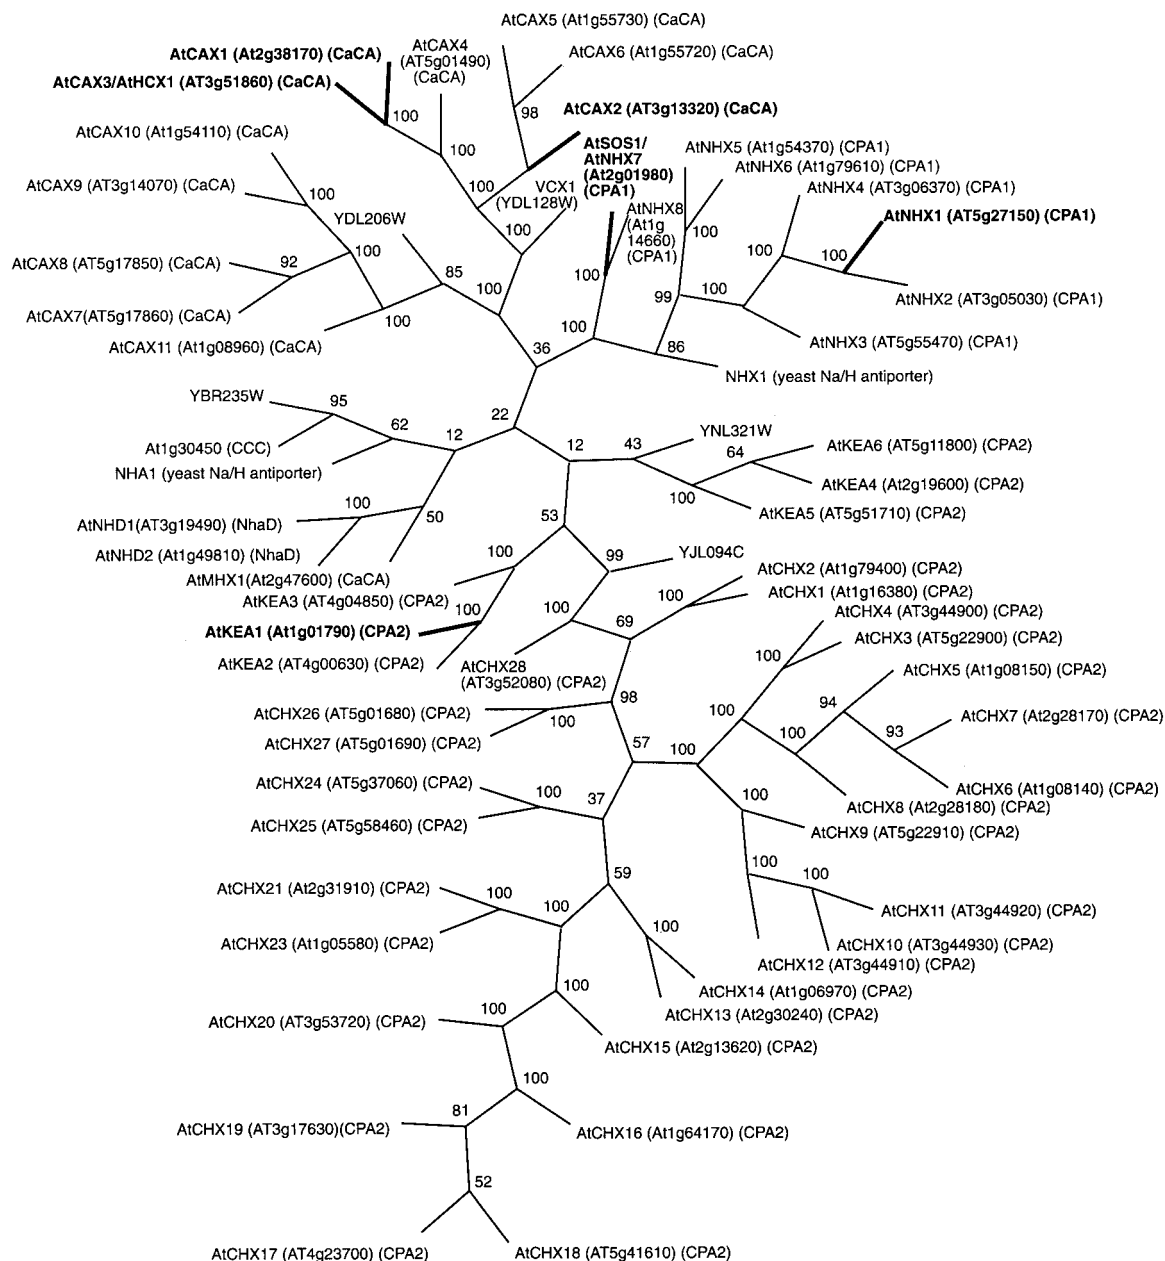 AtCAX5 (At1g55730) (CaCA)
AtCAX1 (At2g38170) (CaCA)
AtCAX4
(AT5g01490)
(CaCA)
AtCAX6 (At1g55720) (CaCA)
AtCAX3/AtHCX1 (AT3g51860) (CaCA)
100
98
AtCAX2 (AT3g13320) (CaCA)
AtCAX10 (At1g54110) (CaCA)
100
AtSOS1/
AtNHX7
(At2g01980)
(CPA1)
AtNHX5 (At1g54370) (CPA1)
AtNHX6 (At1g79610) (CPA1)
AtCAX9 (AT3g14070) (CaCA)
100
100
VCX1
(YDL128W)
AtNHX4 (AT3g06370) (CPA1)
YDL206W
AtNHX8
(At1g
14660)
(CPA1)
AtNHX1 (AT5g27150) (CPA1)
100
100
AtCAX8 (AT5g17850) (CaCA)
92
100
85
100
100
100
100
99
100
AtNHX2 (AT3g05030) (CPA1)
AtCAX7(AT5g17860) (CaCA)
100
100
86
AtNHX3 (AT5g55470) (CPA1)
AtCAX11 (At1g08960) (CaCA)
36
NHX1 (yeast Na/H antiporter)
YBR235W
95
62
22
12
12
43
YNL321W
At1g30450 (CCC)
64
AtKEA6 (AT5g11800) (CPA2)
NHA1 (yeast Na/H antiporter)
AtKEA4 (At2g19600) (CPA2)
100
100
AtKEA5 (AT5g51710) (CPA2)
AtNHD1(AT3g19490) (NhaD)
50
53
AtNHD2 (At1g49810) (NhaD)
100
99
YJL094C
AtMHX1(At2g47600) (CaCA)
AtCHX2 (At1g79400) (CPA2)
AtKEA3 (AT4g04850) (CPA2)
100
AtCHX1 (At1g16380) (CPA2)
100
100
AtCHX4 (AT3g44900) (CPA2)
AtKEA1 (At1g01790) (CPA2)
69
AtCHX3 (AT5g22900) (CPA2)
AtKEA2 (AT4g00630) (CPA2)
AtCHX28
(AT3g52080) (CPA2)
100
AtCHX5 (At1g08150) (CPA2)
98
94
AtCHX26 (AT5g01680) (CPA2)
100
100
AtCHX7 (At2g28170) (CPA2)
AtCHX27 (AT5g01690) (CPA2)
57
100
100
93
AtCHX24 (AT5g37060) (CPA2)
100
37
AtCHX6 (At1g08140) (CPA2)
100
AtCHX8 (At2g28180) (CPA2)
AtCHX25 (AT5g58460) (CPA2)
AtCHX9 (AT5g22910) (CPA2)
59
100
100
AtCHX21 (At2g31910) (CPA2)
100
100
AtCHX11 (AT3g44920) (CPA2)
AtCHX23 (At1g05580) (CPA2)
100
AtCHX10 (AT3g44930) (CPA2)
AtCHX12 (AT3g44910) (CPA2)
100
AtCHX14 (At1g06970) (CPA2)
100
AtCHX13 (At2g30240) (CPA2)
AtCHX20 (AT3g53720) (CPA2)
AtCHX15 (At2g13620) (CPA2)
100
81
AtCHX19 (AT3g17630)(CPA2)
AtCHX16 (At1g64170) (CPA2)
52
AtCHX17 (AT4g23700) (CPA2)
AtCHX18 (AT5g41610) (CPA2)